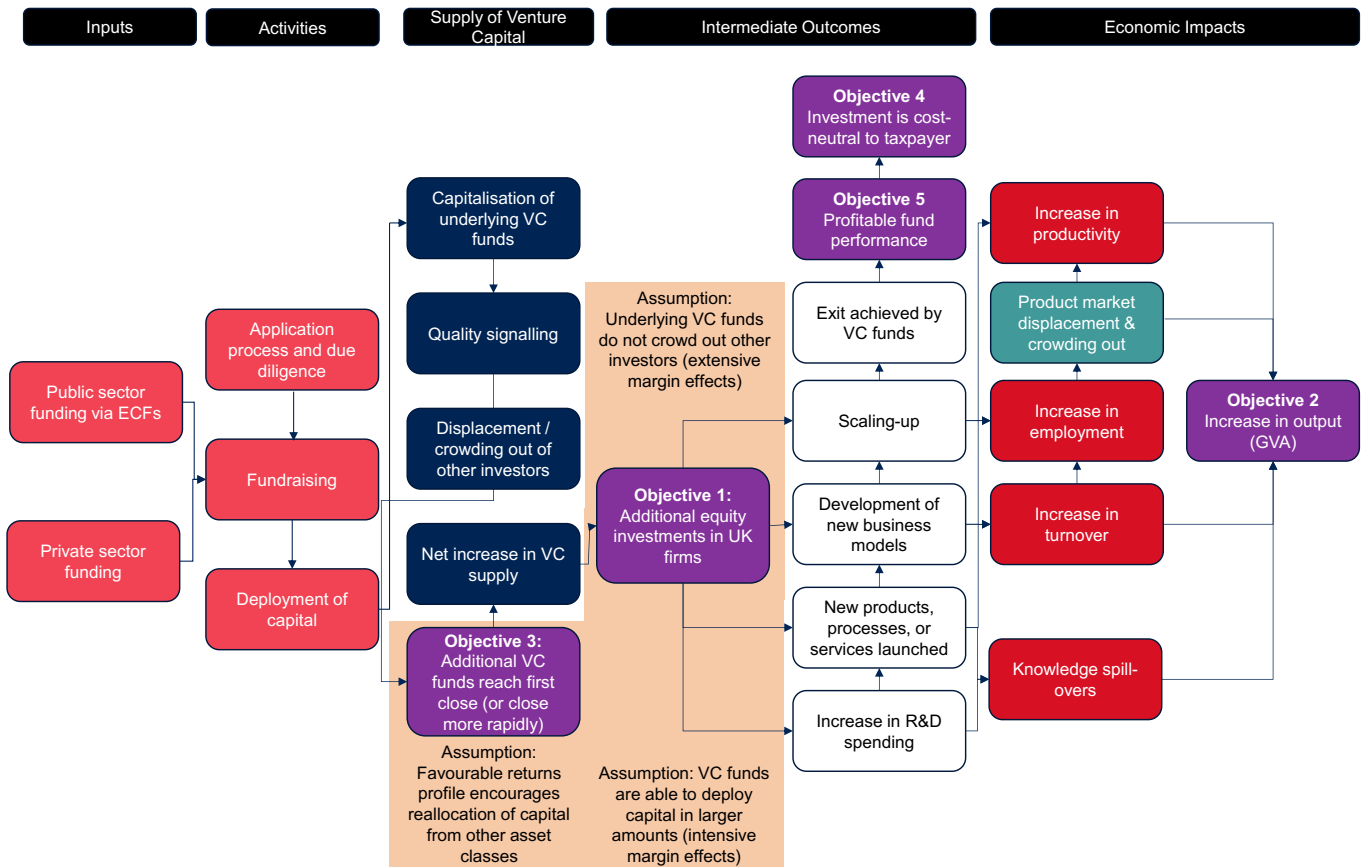 Inputs
Activities
Supply of Venture
Capital
Intermediate Outcomes
Economic Impacts
Public sector
funding via ECFs
Private sector
funding
Application
process and due
diligence
Fundraising
Deployment of
capital
Capitalisation of
underlying VC
funds
Quality signalling
Displacement /
crowding out of
other investors
Net increase in VC
supply
Objective 3:
Additional VC
funds reach first
close (or close
more rapidly)
Assumption:
Favourable returns
profile encourages
reallocation of capital
from other asset
classes
Assumption:
Underlying VC funds
do not crowd out other
investors (extensive
margin effects)
Objective 1:
Additional equity
investments in UK
firms
Assumption: VC funds
are able to deploy
capital in larger
amounts (intensive
margin effects)
Objective 4
Investment is cost-
neutral to taxpayer
Objective 5
Profitable fund
performance
Exit achieved by
VC funds
Scaling-up
Development of
new business
models
New products,
processes, or
services launched
Increase in R&D
spending
Increase in
productivity
Product market
displacement &
crowding out
Increase in
employment
Increase in
turnover
Knowledge spill-
overs
Objective 2
Increase in output
(GVA)